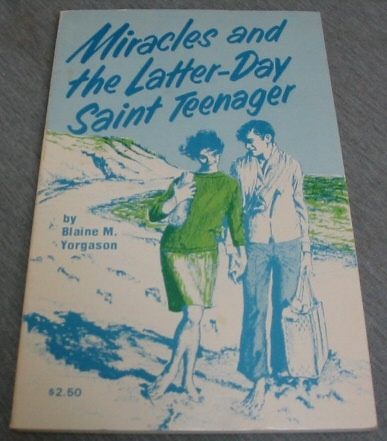 Miracles and
the Latter-Day
Saint Teenager
by
Blaine M.
Yorgason
$2.50